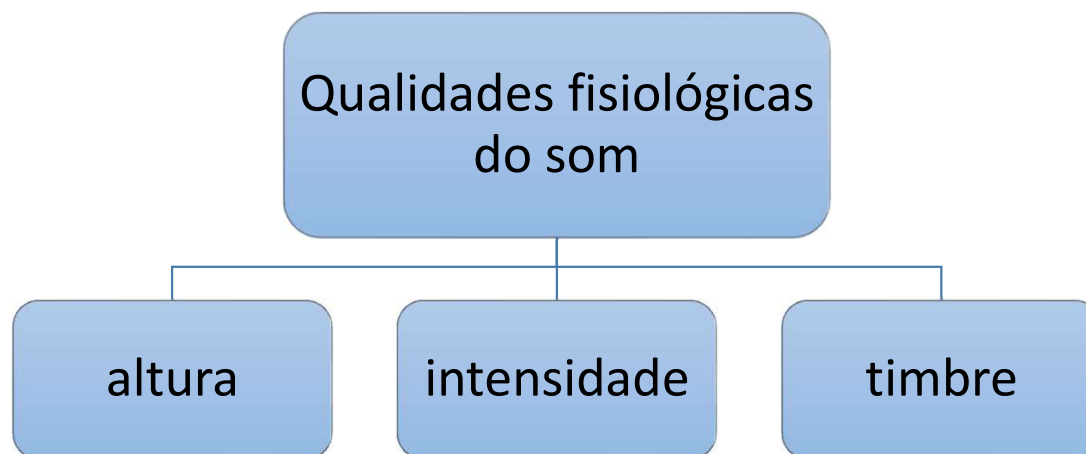 Qualidades fisiológicas
do som
altura
intensidade
timbre